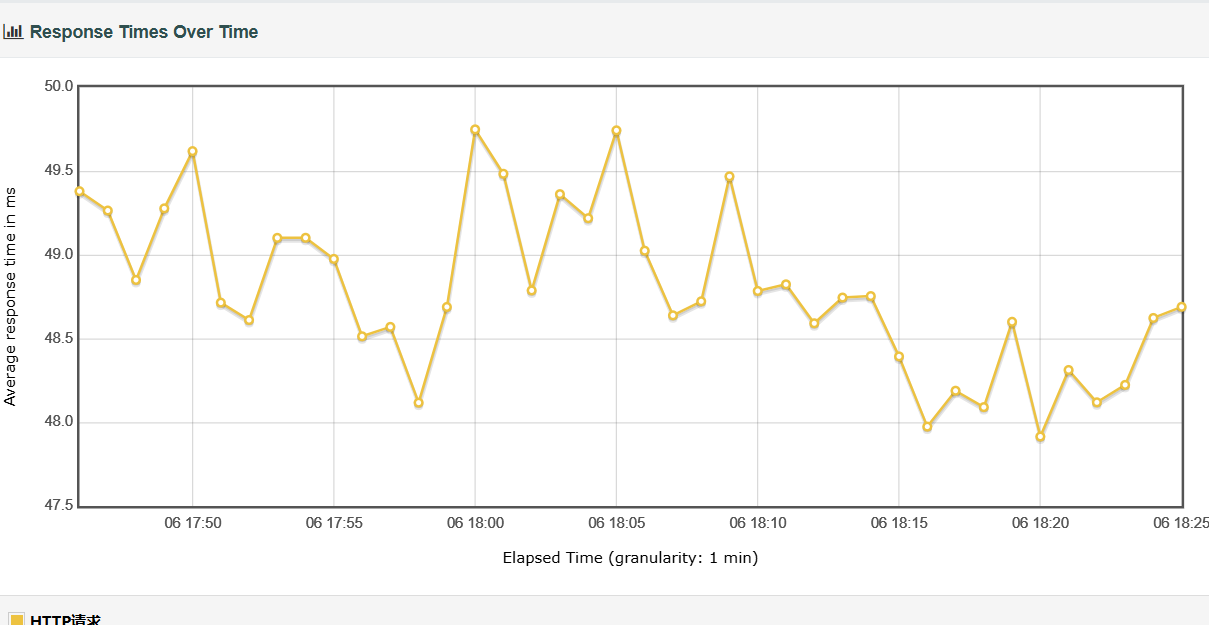 Response Times Over Time
50.0
49.5
49.0
48.5
48.0
47.5
Average response time in ms
06 17:50 06 17:55 06 18:00 06 18:05 06 18:10 06 18:15 06 18:20 06 18:25
Elapsed Time (granularity: 1 min)
HTTP请求